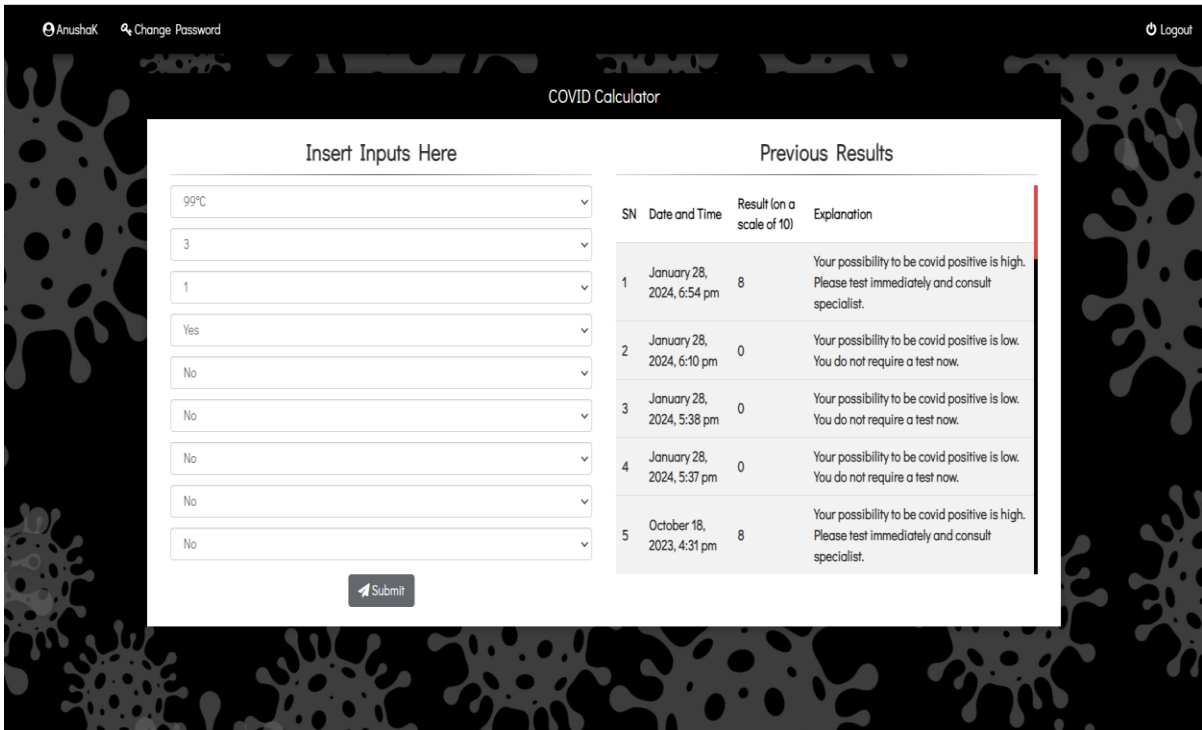 AnushaK Change Password Logout
COVID Calculator
Insert Inputs Here
99°C
3
1
Yes
No
No
No
No
No
Submit
Previous Results
SN Date and Time Result (on a scale of 10) Explanation
1 January 28, 2024, 6:54 pm 8 Your possibility to be covid positive is high. Please test immediately and consult specialist.
2 January 28, 2024, 6:10 pm 0 Your possibility to be covid positive is low. You do not require a test now.
3 January 28, 2024, 5:38 pm 0 Your possibility to be covid positive is low. You do not require a test now.
4 January 28, 2024, 5:37 pm 0 Your possibility to be covid positive is low. You do not require a test now.
5 October 18, 2023, 4:31 pm 8 Your possibility to be covid positive is high. Please test immediately and consult specialist.